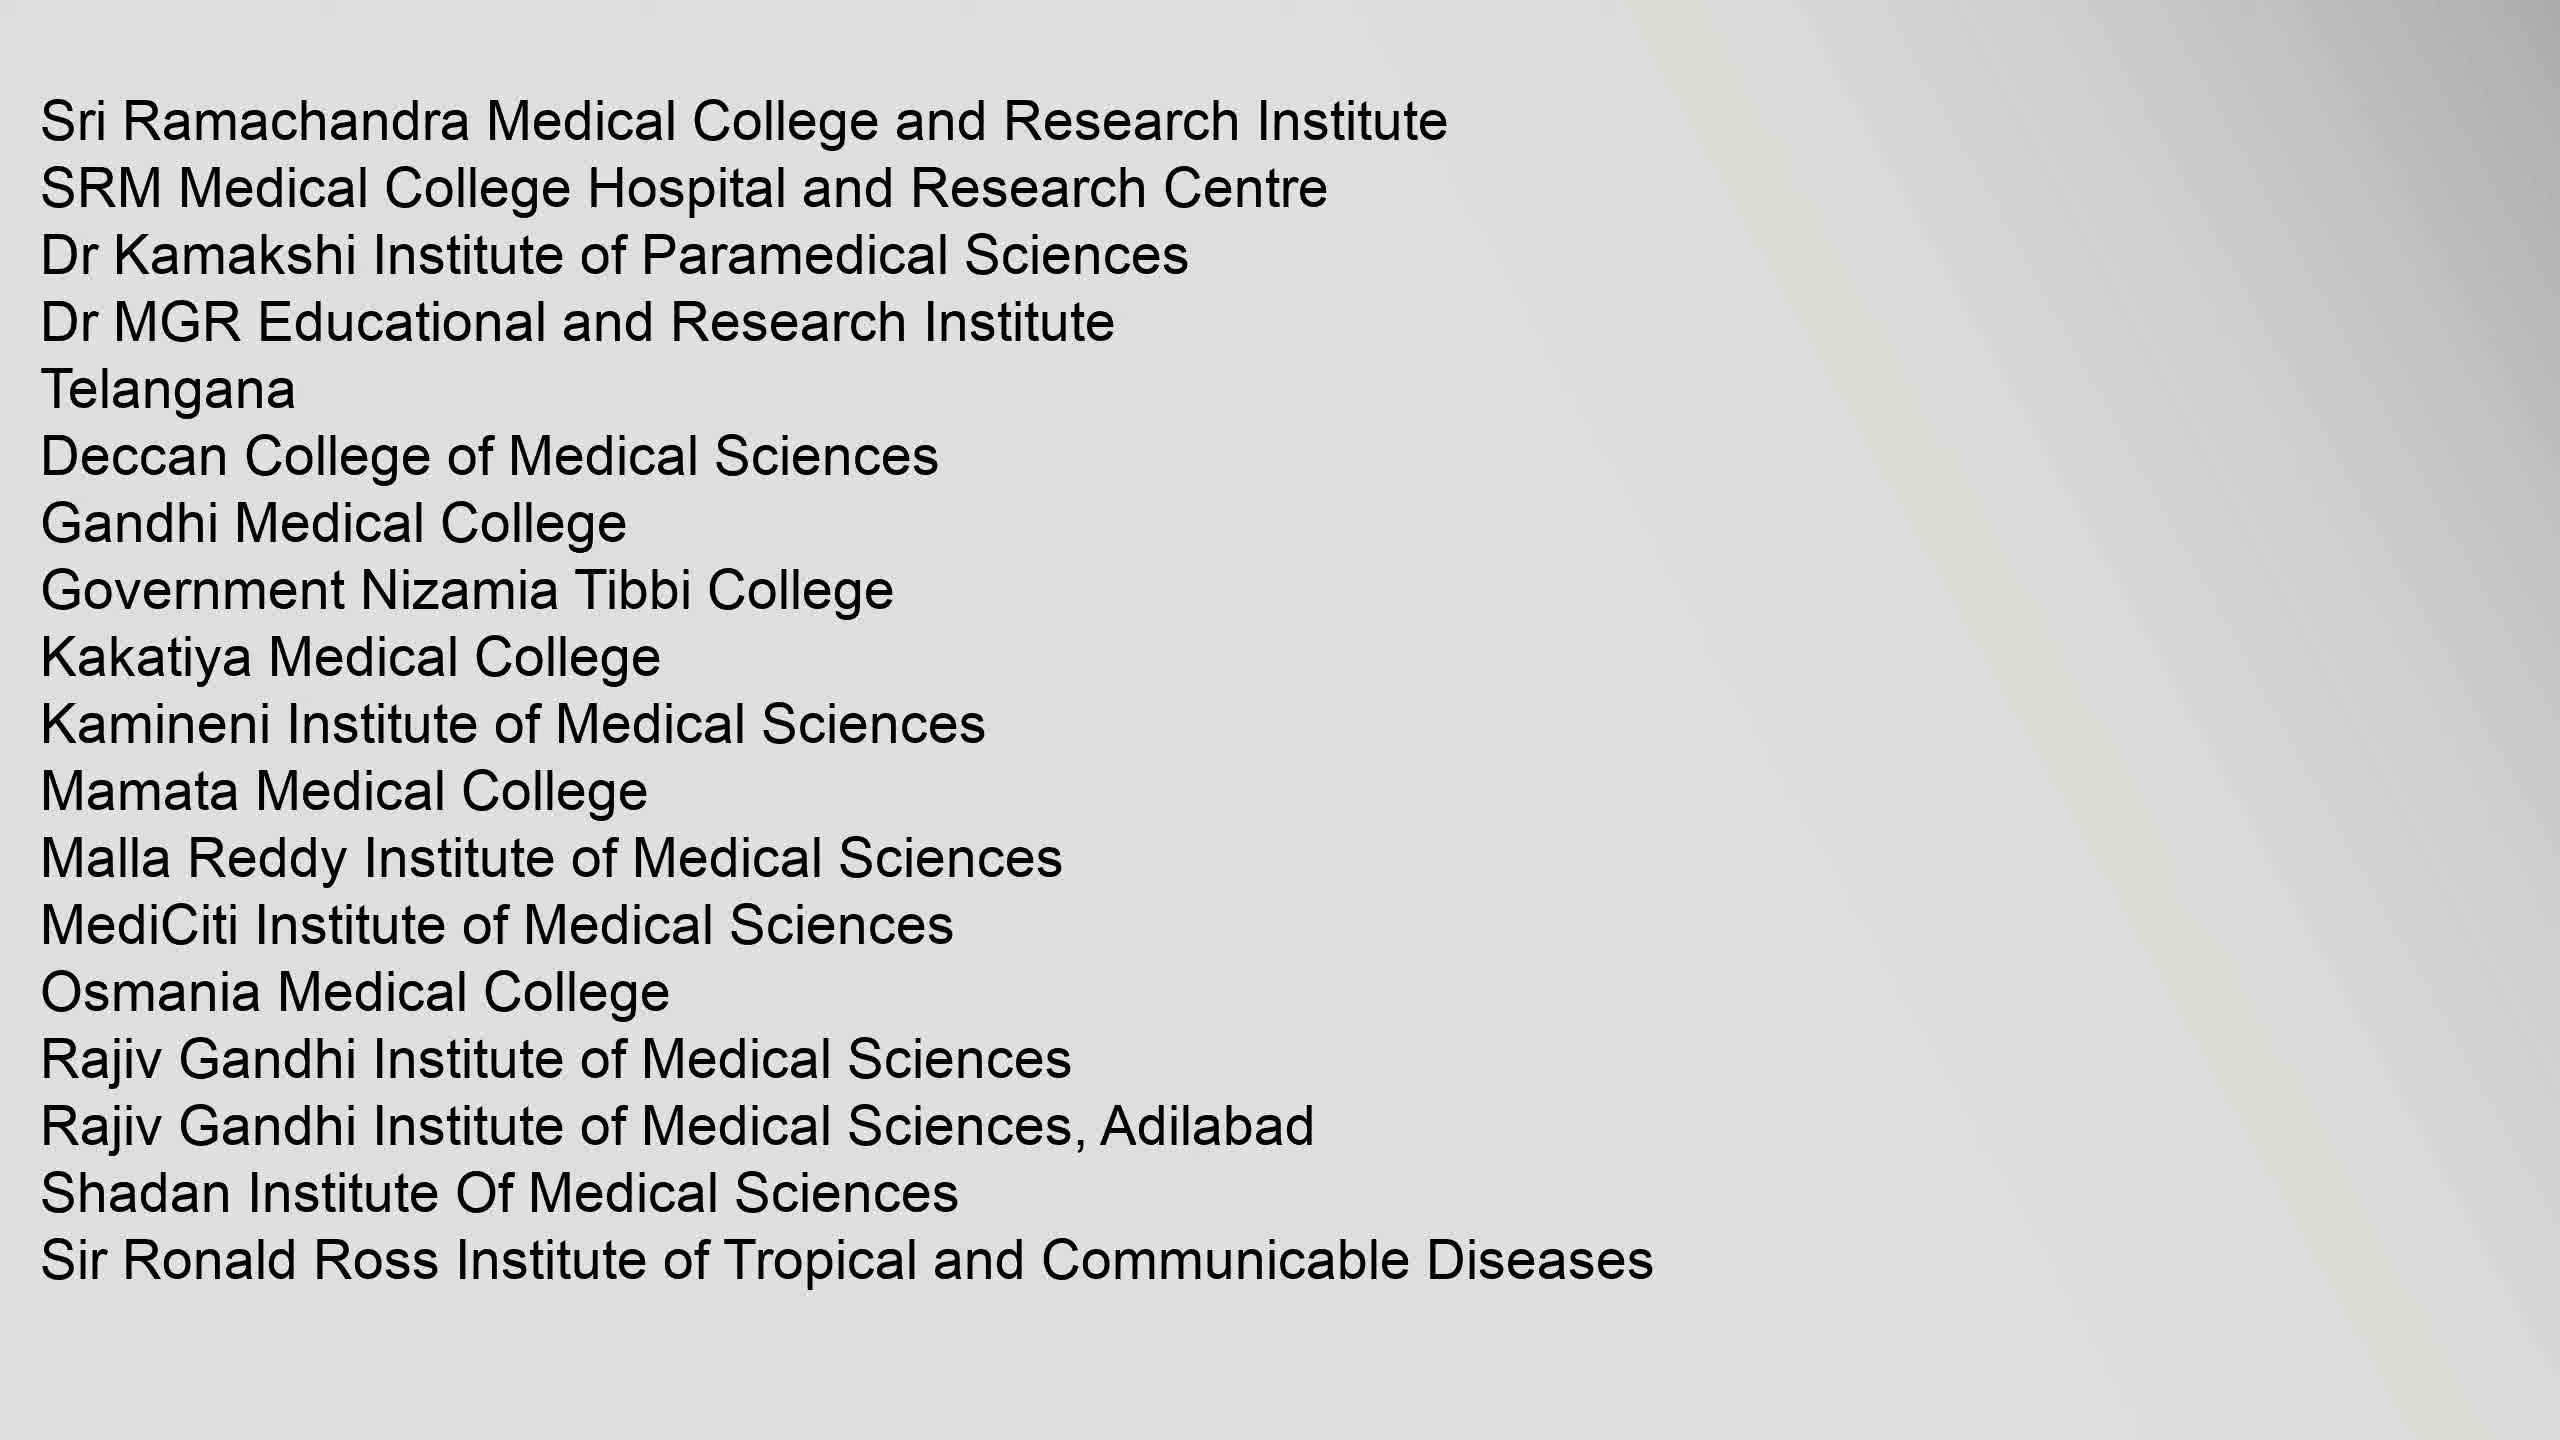 Sri Ramachandra Medical College and Research Institute
SRM Medical College Hospital and Research Centre
Dr Kamakshi Institute of Paramedical Sciences
Dr MGR Educational and Research Institute
Telangana
Deccan College of Medical Sciences
Gandhi Medical College
Government Nizamia Tibbi College
Kakatiya Medical College
Kamineni Institute of Medical Sciences
Mamata Medical College
Malla Reddy Institute of Medical Sciences
MediCiti Institute of Medical Sciences
Osmania Medical College
Rajiv Gandhi Institute of Medical Sciences
Rajiv Gandhi Institute of Medical Sciences, Adilabad
Shadan Institute Of Medical Sciences
Sir Ronald Ross Institute of Tropical and Communicable Diseases